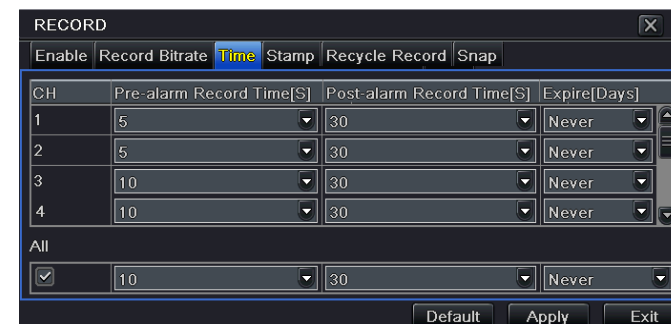 RECORD
Enable Record Bitrate Time Stamp Recycle Record Snap
CH Pre-alarm Record Time[S] Post-alarm Record Time[S] Expire[Days]
1 5 30 Never
2 5 30 Never
3 10 30 Never
4 10 30 Never
All
10 30 Never
Default Apply Exit